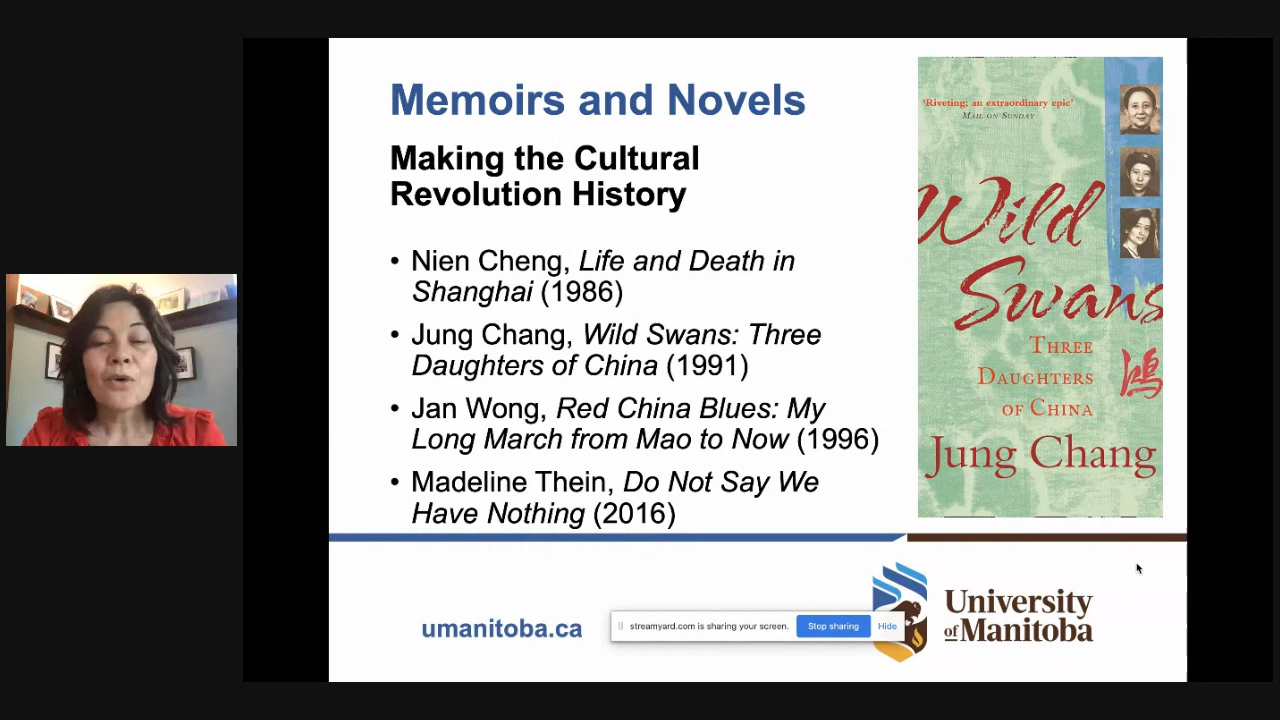 Memoirs and Novels
Making the Cultural
Revolution History
• Nien Cheng, Life and Death in
Shanghai (1986)
• Jung Chang, Wild Swans: Three
Daughters of China (1991)
• Jan Wong, Red China Blues: My
Long March from Mao to Now (1996)
• Madeline Thein, Do Not Say We
Have Nothing (2016)
'Riveting; an extraordinary epic'
Mail on Sunday
Wild
Swans
Three
Daughters
of China
鴻
Jung Chang
umanitoba.ca
streamyard.com is sharing your screen.
Stop sharing
Hide
University
of Manitoba